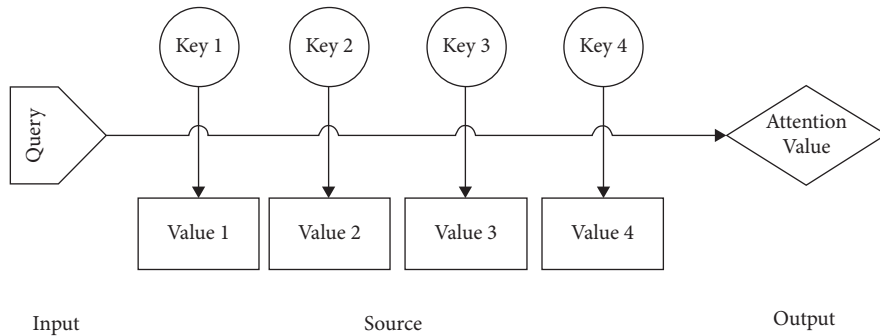 Key 1
Key 2
Key 3
Key 4
Query
Attention
Value
Value 1
Value 2
Value 3
Value 4
Input
Source
Output